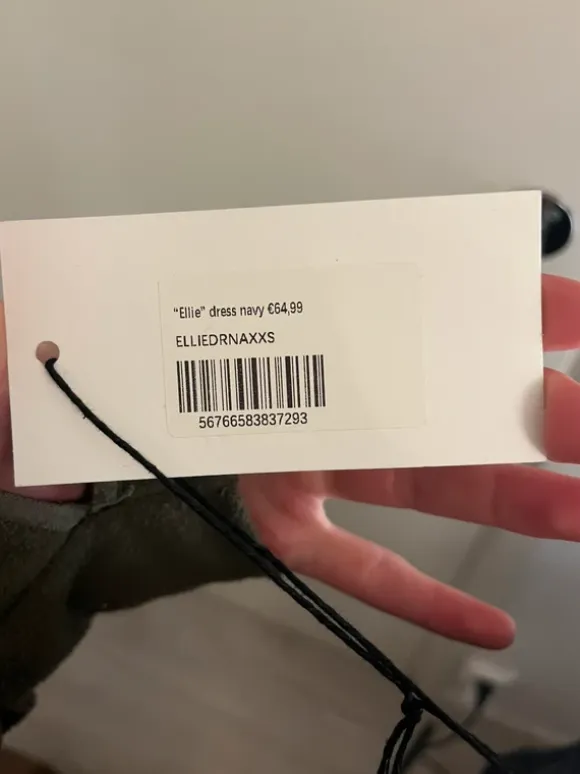 “Ellie” dress navy €64,99
ELLIEDRNAXXS
56766583837293